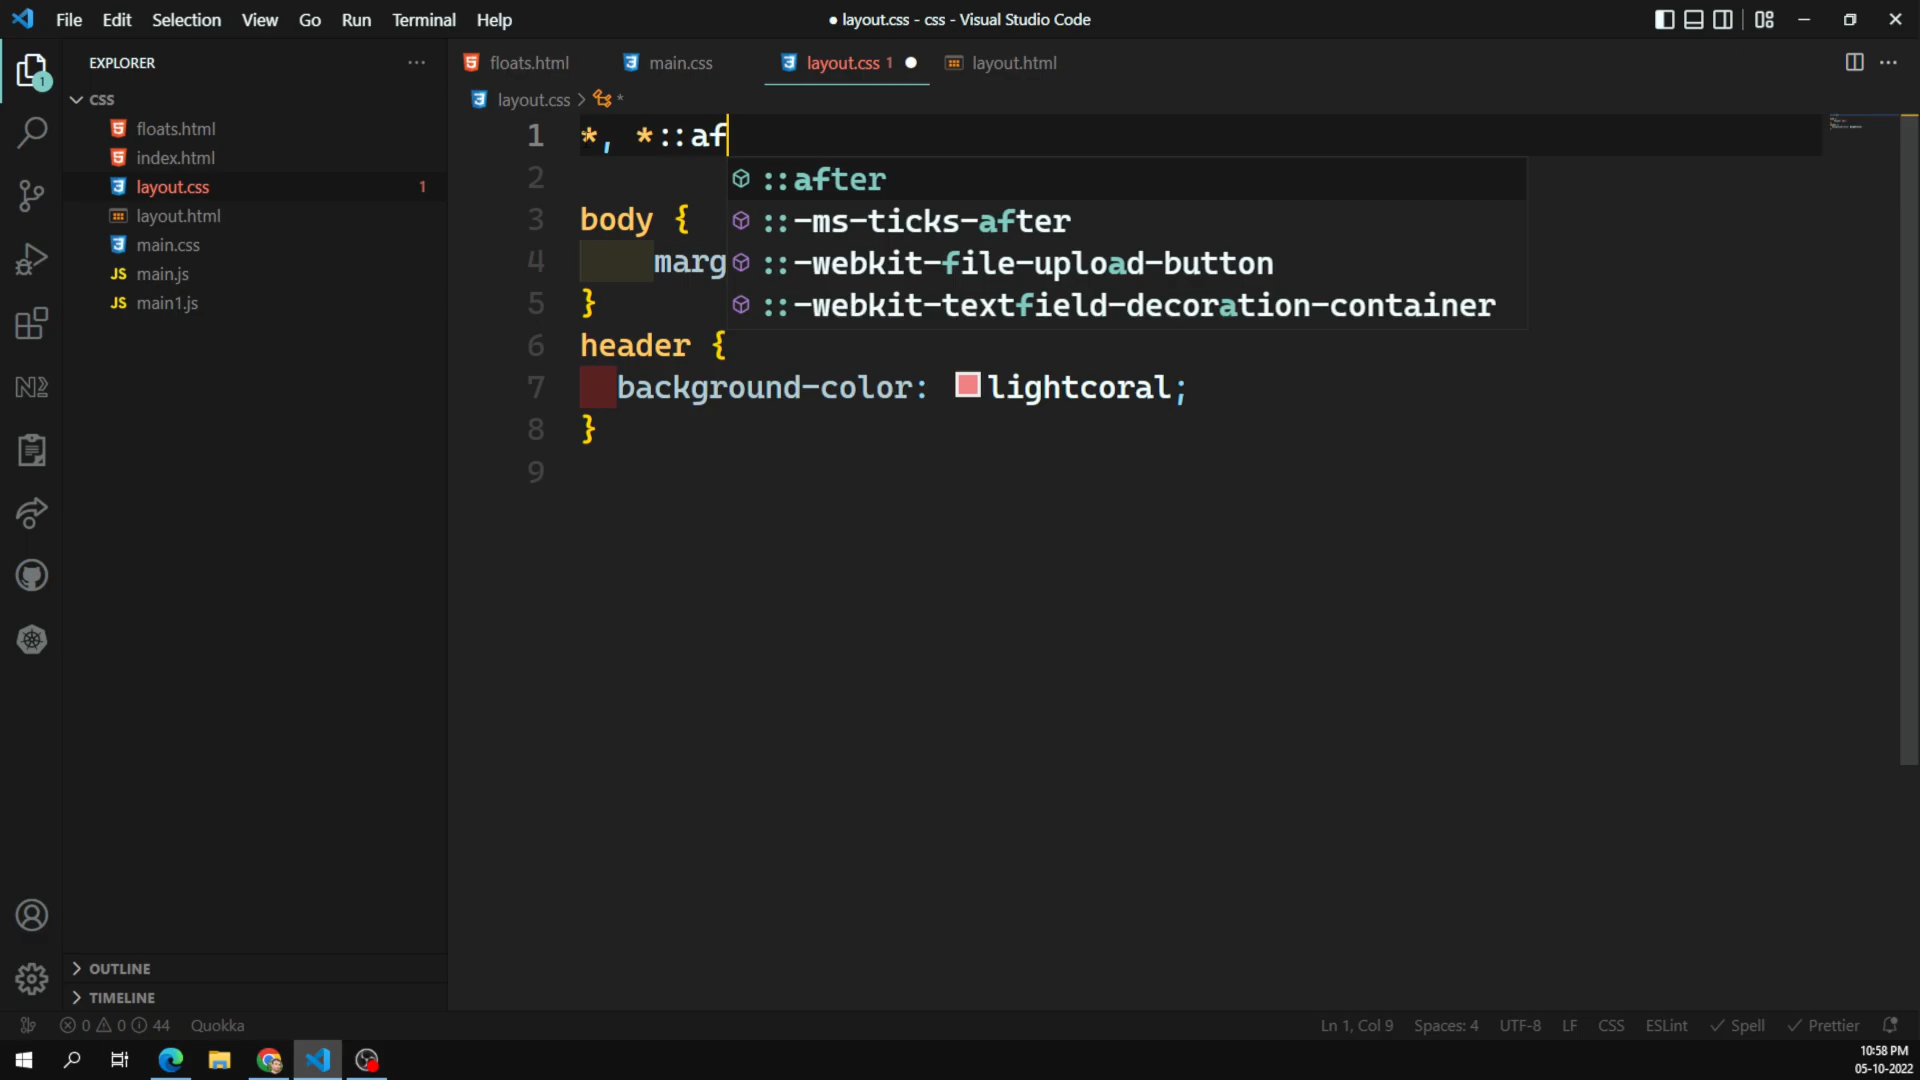 File Edit Selection View Go Run Terminal Help
● layout.css - css - Visual Studio Code
EXPLORER
floats.html
main.css
layout.css 1
layout.html
CSS
layout.css > *
1
floats.html
index.html
layout.css 1
layout.html
main.css
JS main.js
JS main1.js
1 *, *::af
2
3 body {
4 marg
5 }
6 header {
7 background-color: lightcoral;
8 }
9
::after
::-ms-ticks-after
::-webkit-file-upload-button
::-webkit-textfield-decoration-container
OUTLINE
TIMELINE
0 0 44 Quokka
Ln 1, Col 9 Spaces: 4 UTF-8 LF CSS ESLint Spell Prettier
10:58 PM
05-10-2022